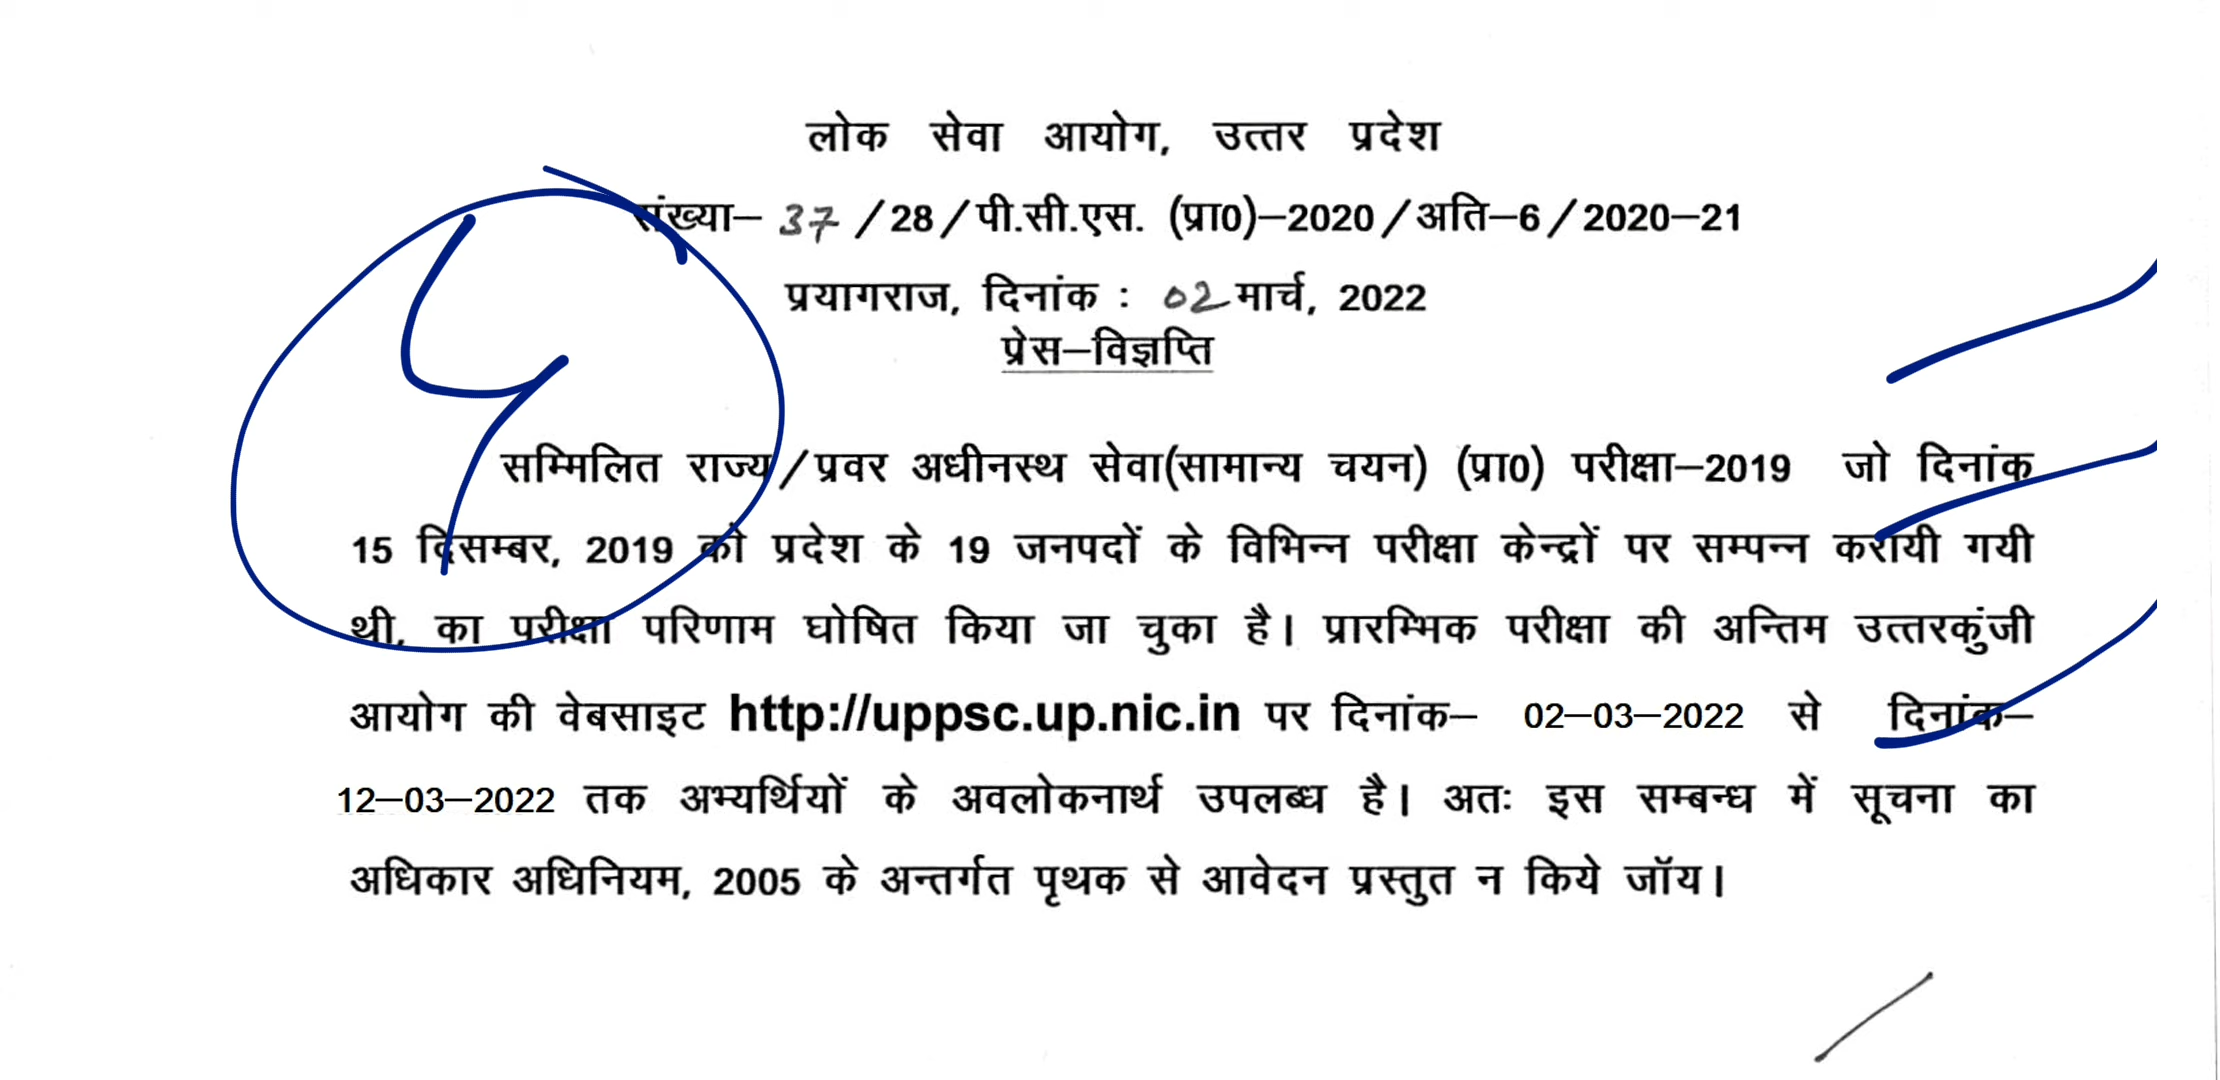 लोक सेवा आयोग, उत्तर प्रदेश
संख्या– 37 /28/पी.सी.एस. (प्रा0)–2020/अति–6/2020–21
प्रयागराज, दिनांक : 02 मार्च, 2022
प्रेस–विज्ञप्ति
4
सम्मिलित राज्य/प्रवर अधीनस्थ सेवा(सामान्य चयन) (प्रा0) परीक्षा–2019 जो दिनांक
15 दिसम्बर, 2019 को प्रदेश के 19 जनपदों के विभिन्न परीक्षा केन्द्रों पर सम्पन्न करायी गयी
थी, का परीक्षा परिणाम घोषित किया जा चुका है। प्रारम्भिक परीक्षा की अन्तिम उत्तरकुंजी
आयोग की वेबसाइट http://uppsc.up.nic.in पर दिनांक– 02–03–2022 से दिनांक–
12–03–2022 तक अभ्यर्थियों के अवलोकनार्थ उपलब्ध है। अतः इस सम्बन्ध में सूचना का
अधिकार अधिनियम, 2005 के अन्तर्गत पृथक से आवेदन प्रस्तुत न किये जॉय।